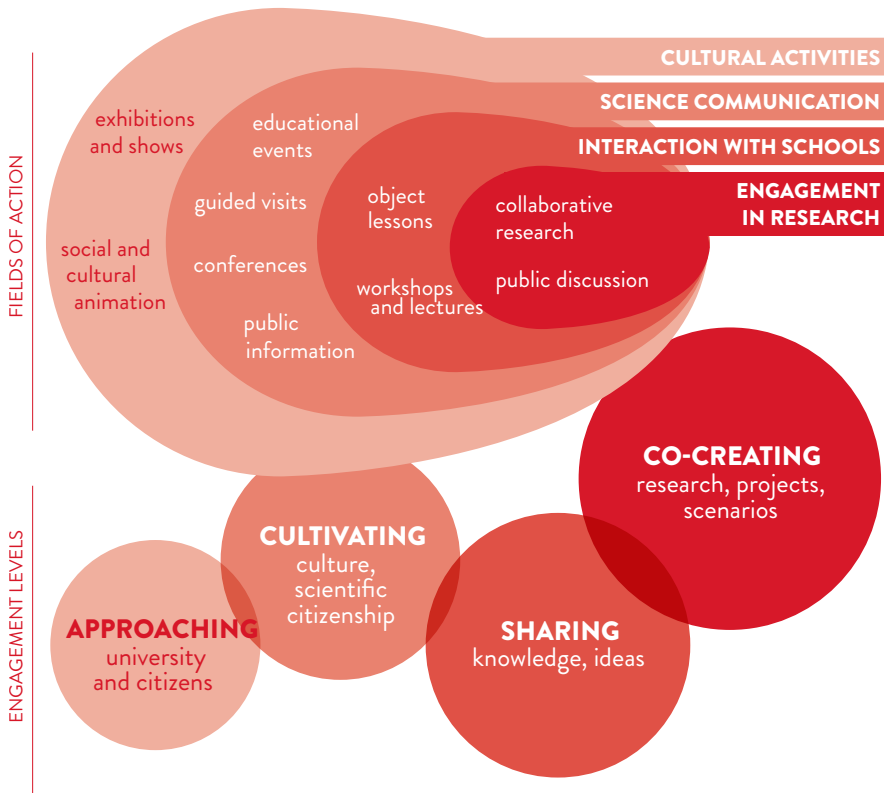 FIELDS OF ACTION
CULTURAL ACTIVITIES
SCIENCE COMMUNICATION
INTERACTION WITH SCHOOLS
ENGAGEMENT
IN RESEARCH
exhibitions
and shows
social and
cultural
animation
educational
events
guided visits
conferences
public
information
object
lessons
workshops
and lectures
collaborative
research
public discussion
ENGAGEMENT LEVELS
APPROACHING
university
and citizens
CULTIVATING
culture,
scientific
citizenship
SHARING
knowledge, ideas
CO-CREATING
research, projects,
scenarios